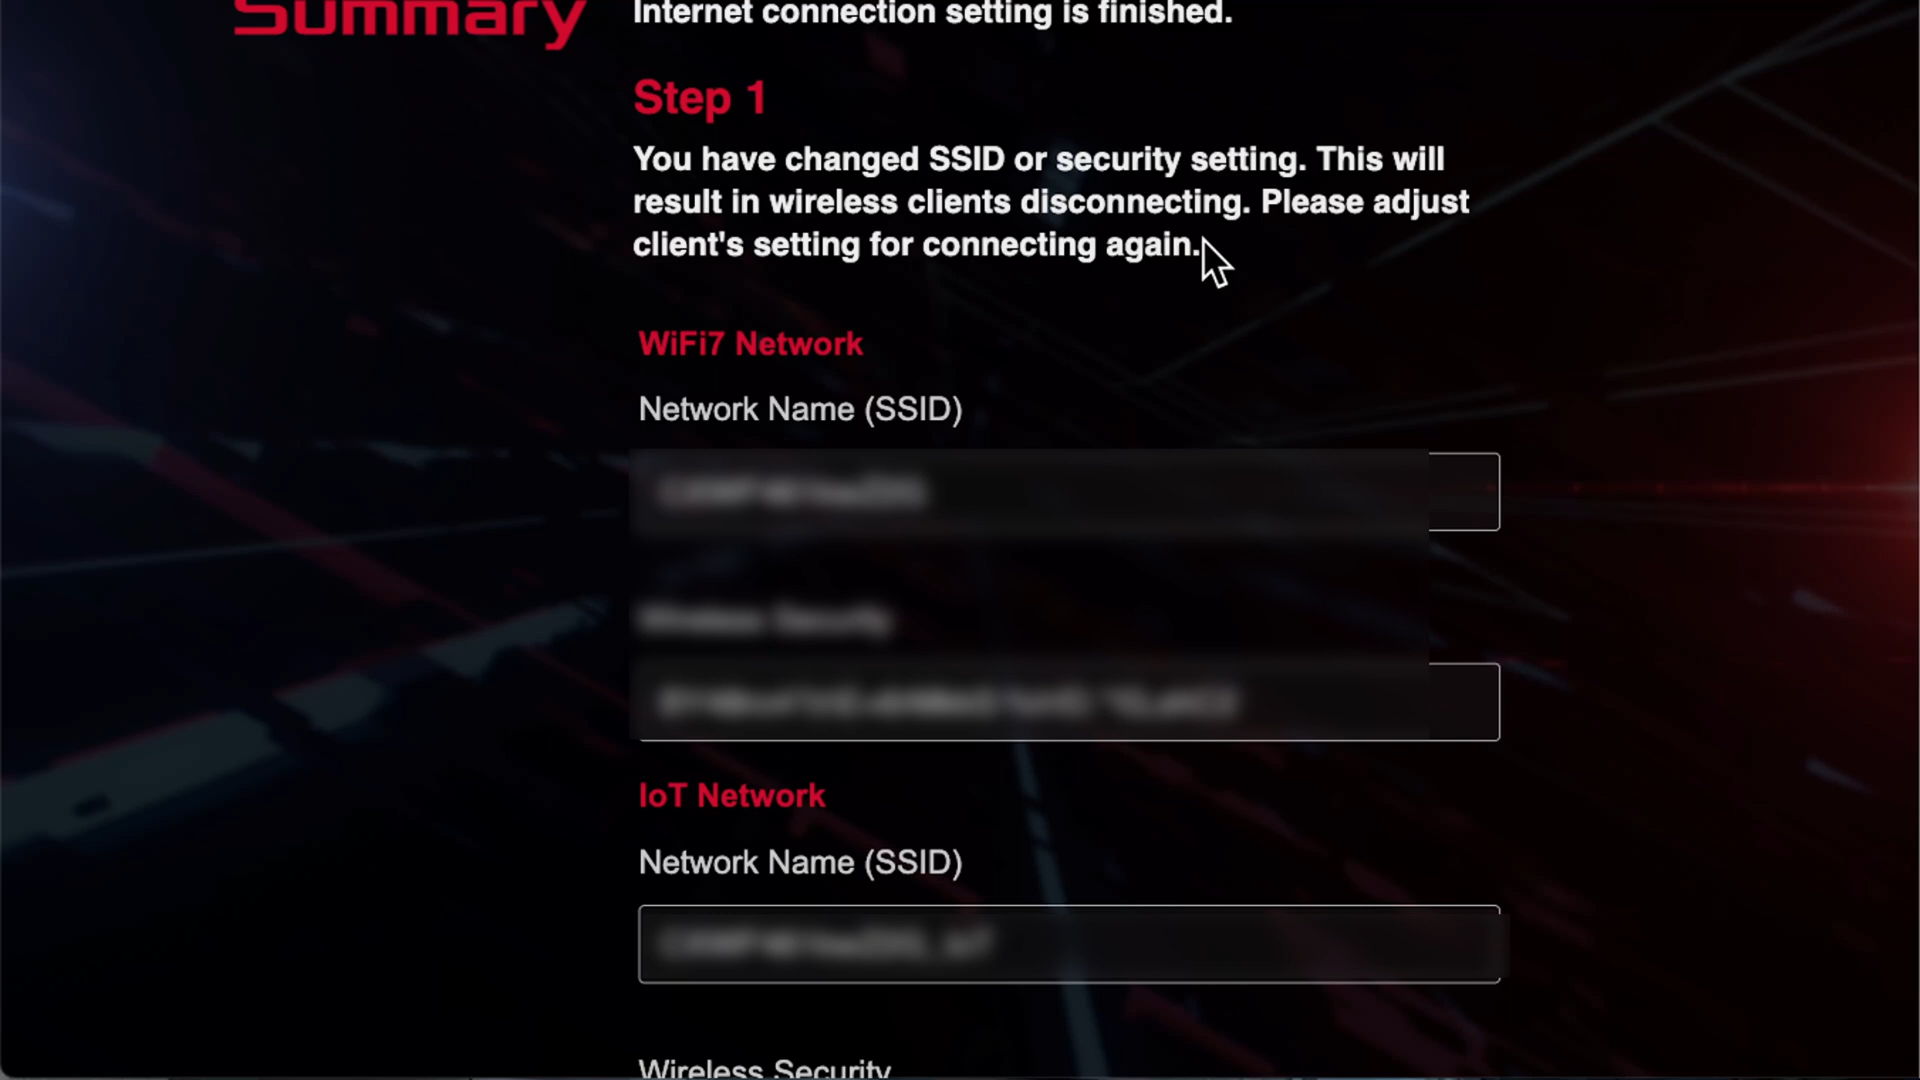 Summary
Internet connection setting is finished.
Step 1
You have changed SSID or security setting. This will
result in wireless clients disconnecting. Please adjust
client's setting for connecting again.
WiFi7 Network
Network Name (SSID)
Wireless Security
IoT Network
Network Name (SSID)
Wireless Security